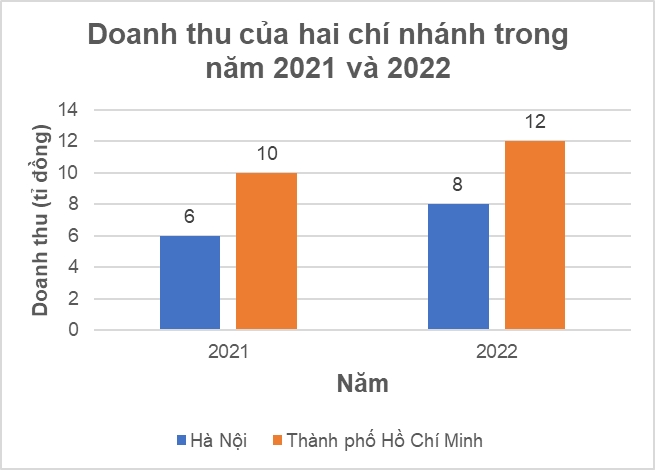 Doanh thu của hai chí nhánh trong
năm 2021 và 2022
Doanh thu (tỉ đồng)
14
12
10
8
6
4
2
0
6
10
8
12
2021
2022
Năm
Hà Nội
Thành phố Hồ Chí Minh